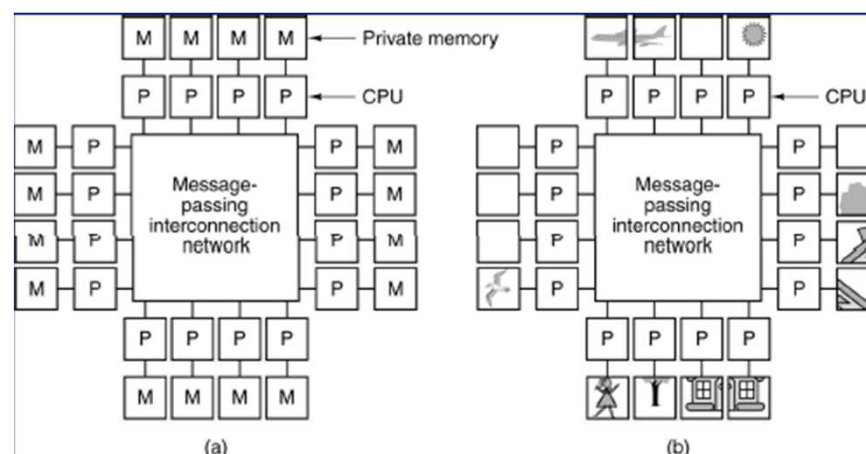 M M M M Private memory
P P P P CPU
M P P M
M P P M
M P P M
M P P M
Message-
passing
interconnection
network
P P P P
M M M M
(a)
P P P P CPU
P P
P P
P P
P P
Message-
passing
interconnection
network
P P P P
(b)